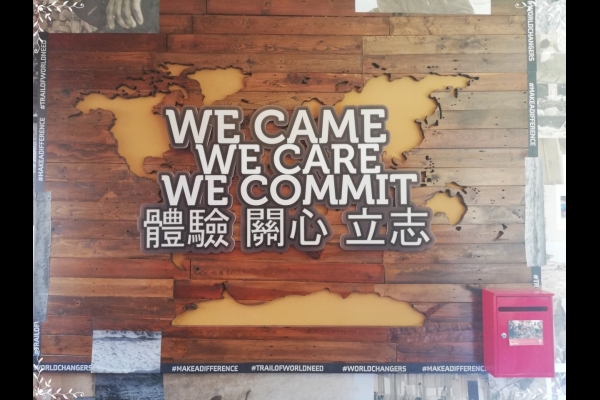 WE CAME
WE CARE
WE COMMIT
體驗 關心 立志
#TRAILOFWORLDNEED
#MAKEADIFFERENCE
WORLDCHANGERS
#MAKEADIFFERENCE
#TRAILOF
WORLDCHANGERS
#MAKEADIFFERENCE
#TRAILOFWORLDNEED
#WORLDCHANGERS
#MAKEADIFFERENCE